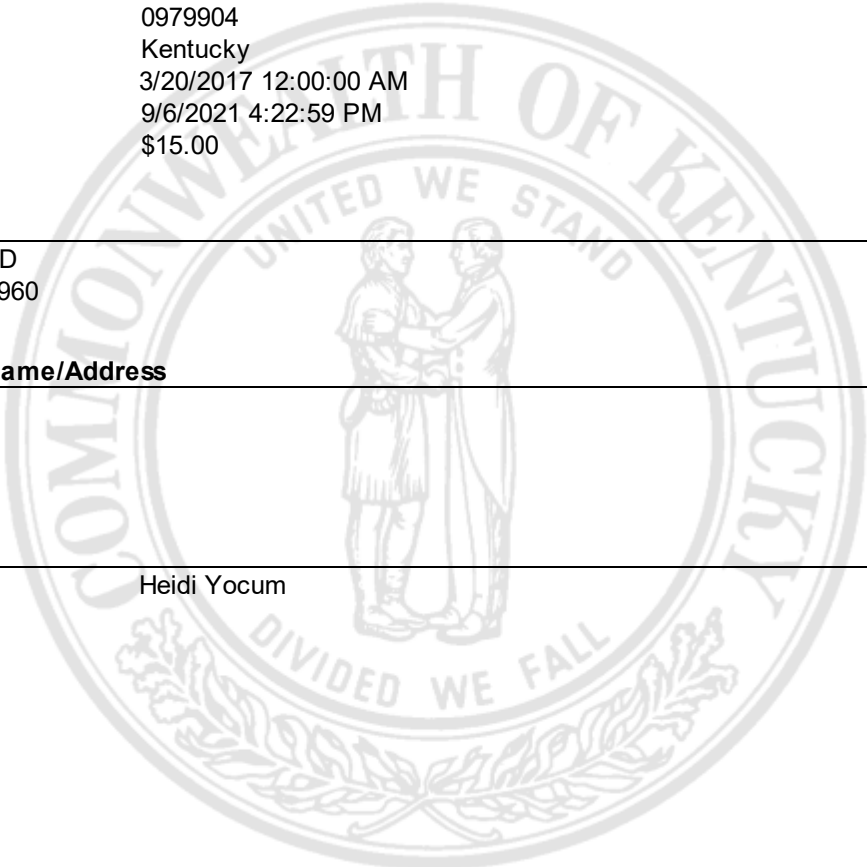 0979904
Kentucky
3/20/2017 12:00:00 AM
9/6/2021 4:22:59 PM
$15.00
D
960
ame/Address
Heidi Yocum
COMMONWEALTH OF KENTUCKY
UNITED WE STAND
DIVIDED WE FALL